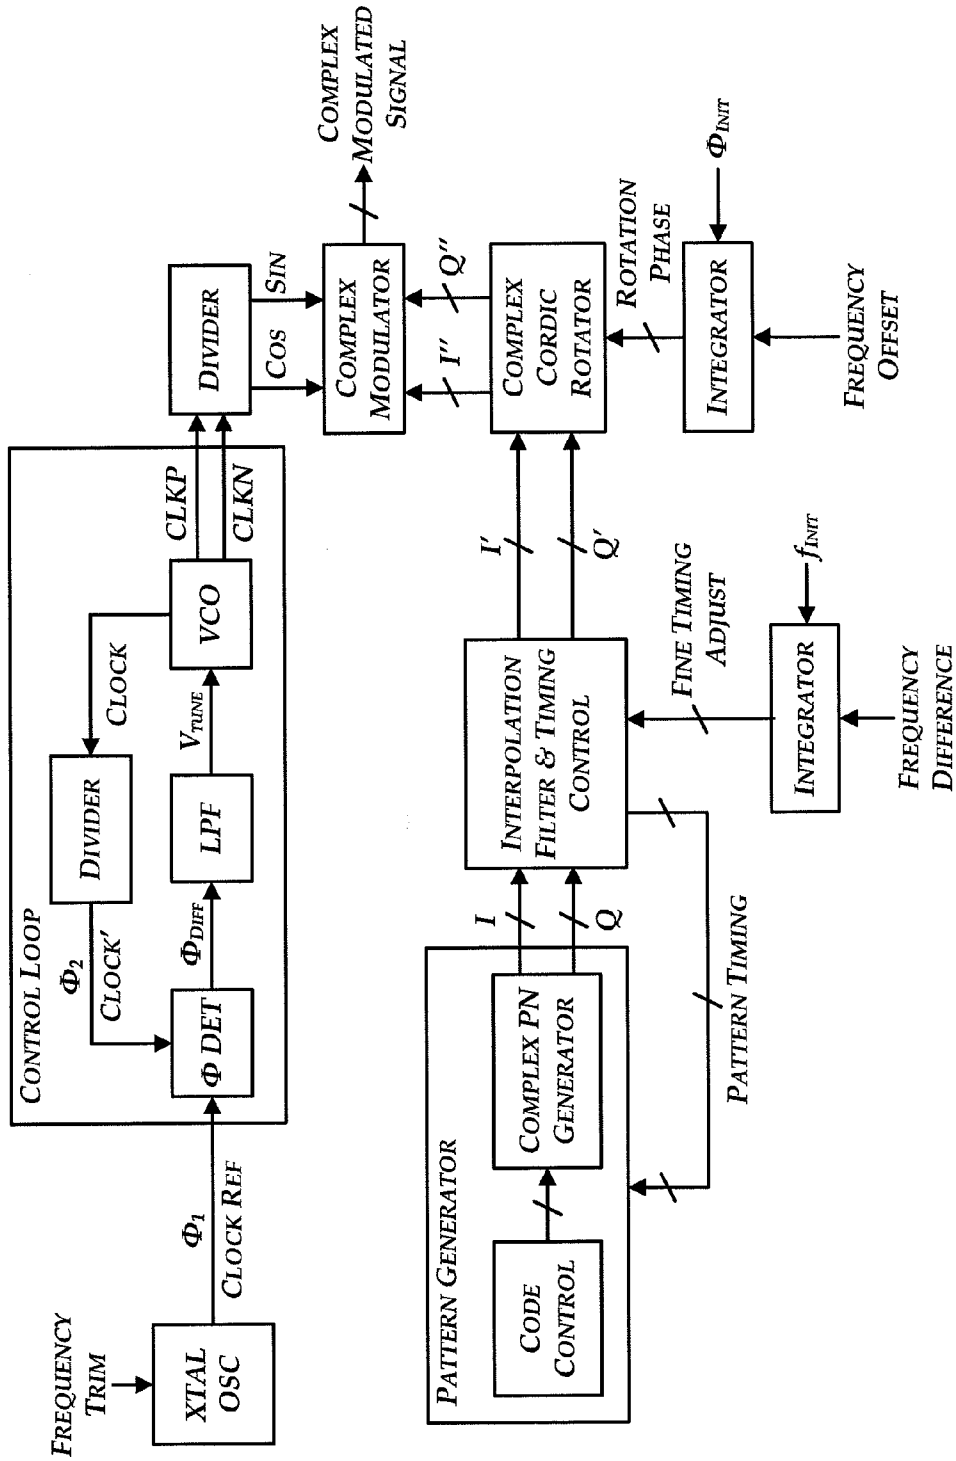 FREQUENCY
TRIM
XTAL
OSC
Φ1
CLOCK REF
CONTROL LOOP
Φ2
CLOCK'
Φ DET
ΦDIFF
DIVIDER
LPF
CLOCK
VTUNE
VCO
CLKP
CLKN
DIVIDER
COS
SIN
COMPLEX
MODULATOR
COMPLEX
MODULATED
SIGNAL
PATTERN GENERATOR
CODE
CONTROL
COMPLEX PN
GENERATOR
I
Q
PATTERN TIMING
INTERPOLATION
FILTER & TIMING
CONTROL
I'
Q'
FINE TIMING
ADJUST
INTEGRATOR
fINIT
FREQUENCY
DIFFERENCE
I''
Q''
COMPLEX
CORDIC
ROTATOR
ROTATION
PHASE
INTEGRATOR
ΦINIT
FREQUENCY
OFFSET